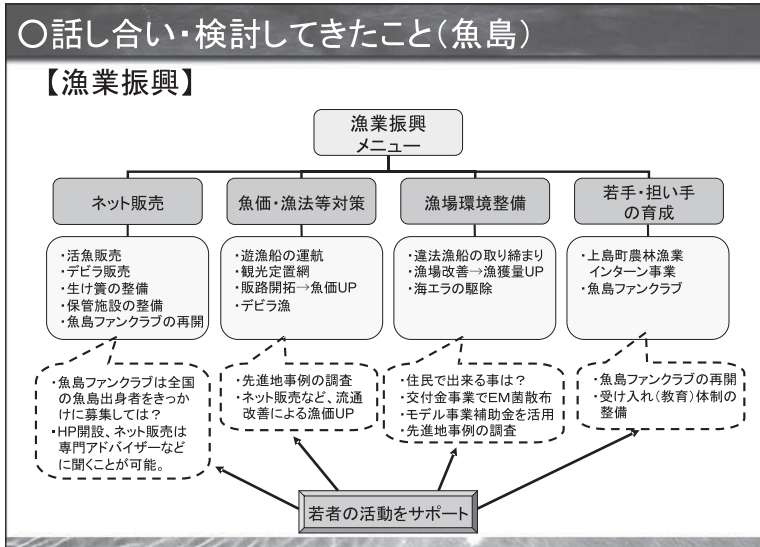 ○話し合い・検討してきたこと(魚島)
【漁業振興】
漁業振興
メニュー
ネット販売
魚価・漁法等対策
漁場環境整備
若手・担い手
の育成
・活魚販売
・デビラ販売
・生け簀の整備
・保管施設の整備
・魚島ファンクラブの再開
・遊漁船の運航
・観光定置網
・販路開拓→魚価UP
・デビラ漁
・違法漁船の取り締まり
・漁場改善→漁獲量UP
・海エラの駆除
・上島町農林漁業
インターン事業
・魚島ファンクラブ
・魚島ファンクラブは全国
の魚島出身者をきっか
けに募集しては?
・HP開設、ネット販売は
専門アドバイザーなど
に聞くことが可能。
・先進地事例の調査
・ネット販売など、流通
改善による漁価UP
・住民で出来る事は?
・交付金事業でEM菌散布
・モデル事業補助金を活用
・先進地事例の調査
・魚島ファンクラブの再開
・受け入れ(教育)体制の
整備
若者の活動をサポート